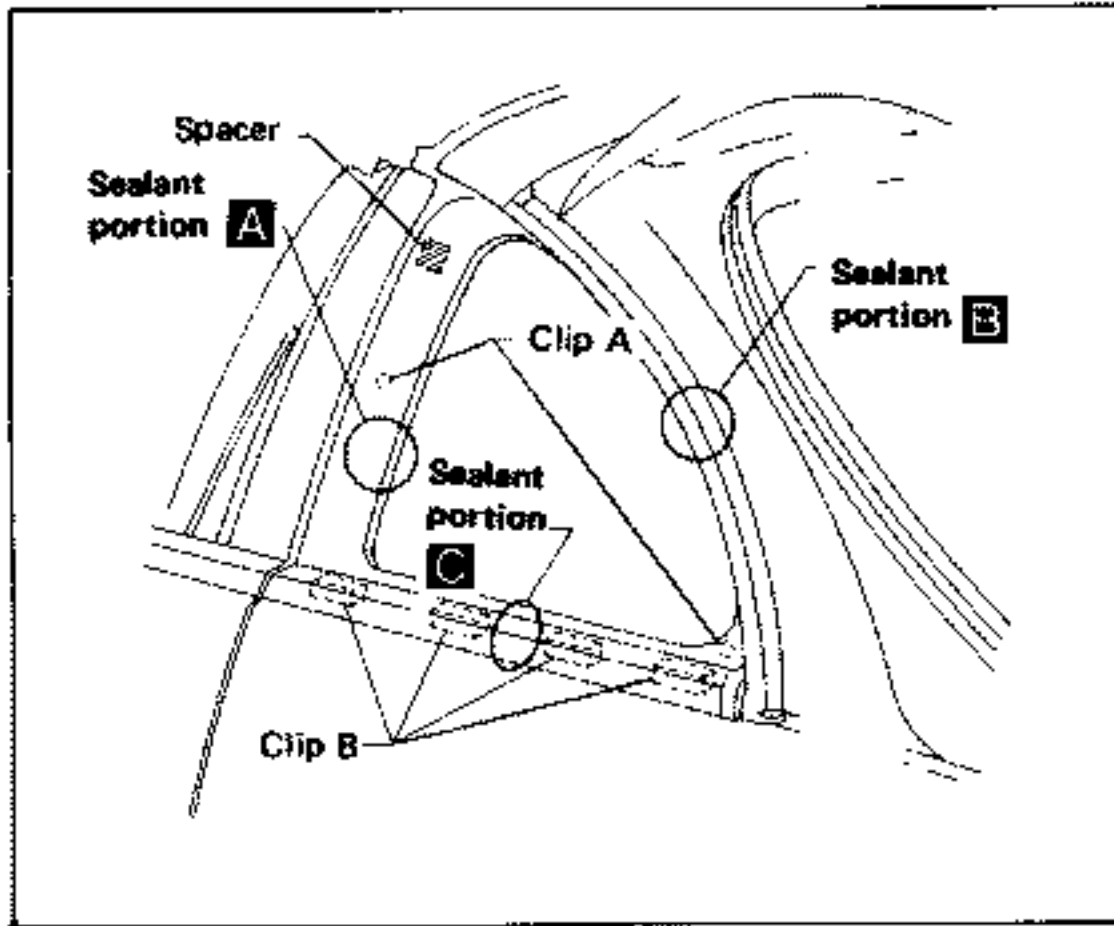 Spacer
Sealant
portion A
Sealant
portion B
Clip A
Sealant
portion
C
Clip B